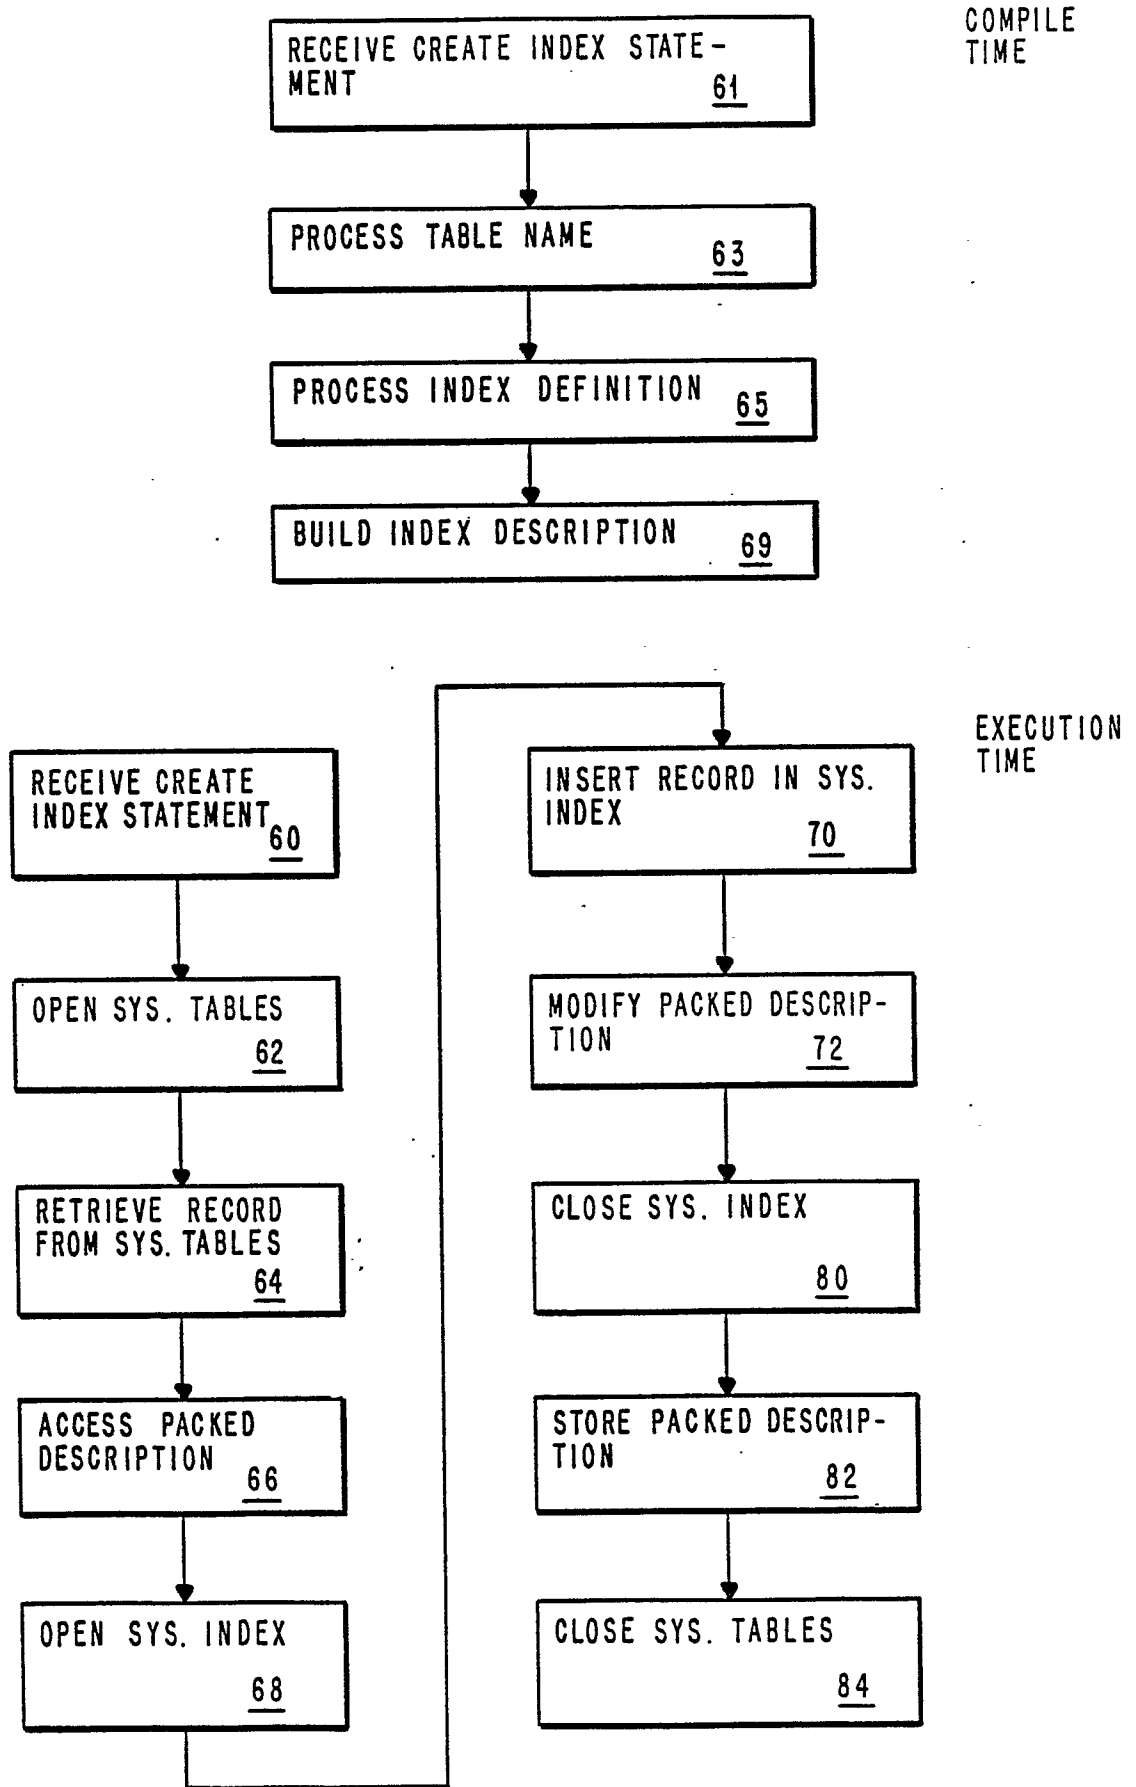 COMPILE
TIME
RECEIVE CREATE INDEX STATE-
MENT
61
PROCESS TABLE NAME
63
PROCESS INDEX DEFINITION
65
BUILD INDEX DESCRIPTION
69
EXECUTION
TIME
RECEIVE CREATE
INDEX STATEMENT
60
OPEN SYS. TABLES
62
RETRIEVE RECORD
FROM SYS. TABLES
64
ACCESS PACKED
DESCRIPTION
66
OPEN SYS. INDEX
68
INSERT RECORD IN SYS.
INDEX
70
MODIFY PACKED DESCRIP-
TION
72
CLOSE SYS. INDEX
80
STORE PACKED DESCRIP-
TION
82
CLOSE SYS. TABLES
84